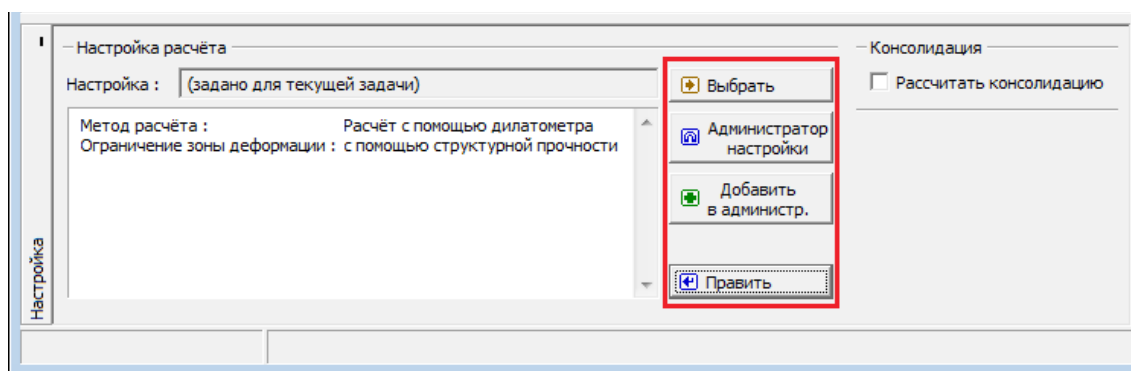 Настройка расчёта
Настройка : (задано для текущей задачи)
Метод расчёта : Расчёт с помощью дилатометра
Ограничение зоны деформации : с помощью структурной прочности
Выбрать
Администратор
настройки
Добавить
в администр.
Править
Консолидация
Рассчитать консолидацию
Настройка